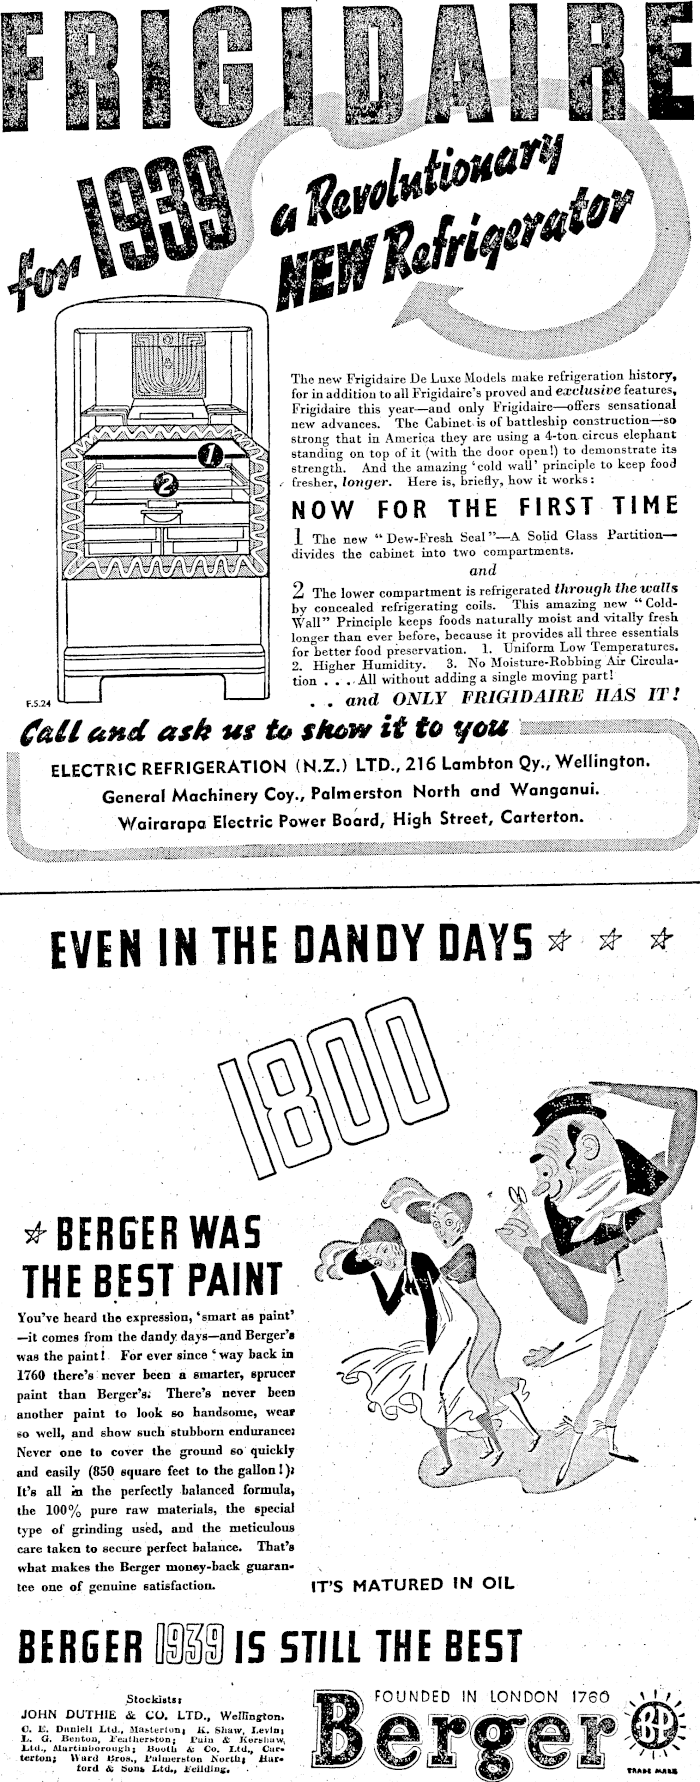 FRIGIDAIRE
for 1939
a Revolutionary
NEW Refrigerator
1
2
F.S.24
The new Frigidaire De Luxe Models make refrigeration history,
for in addition to all Frigidaire's proved and exclusive features,
Frigidaire this year—and only Frigidaire—offers sensational
new advances. The Cabinet is of battleship construction—so
strong that in America they are using a 4-ton circus elephant
standing on top of it (with the door open!) to demonstrate its
strength. And the amazing 'cold wall' principle to keep food
fresher, longer. Here is, briefly, how it works:
NOW FOR THE FIRST TIME
1 The new "Dew-Fresh Seal"—A Solid Glass Partition—
divides the cabinet into two compartments.
and
2 The lower compartment is refrigerated through the walls
by concealed refrigerating coils. This amazing new "Cold-
Wall" Principle keeps foods naturally moist and vitally fresh
longer than ever before, because it provides all three essentials
for better food preservation. 1. Uniform Low Temperatures.
2. Higher Humidity. 3. No Moisture-Robbing Air Circula-
tion . . . All without adding a single moving part!
. . and ONLY FRIGIDAIRE HAS IT!
Call and ask us to show it to you
ELECTRIC REFRIGERATION (N.Z.) LTD., 216 Lambton Qy., Wellington.
General Machinery Coy., Palmerston North and Wanganui.
Wairarapa Electric Power Board, High Street, Carterton.
EVEN IN THE DANDY DAYS
1800
BERGER WAS
THE BEST PAINT
You've heard the expression, 'smart as paint'
—it comes from the dandy days—and Berger's
was the paint! For ever since 'way back in
1760 there's never been a smarter, sprucer
paint than Berger's. There's never been
another paint to look so handsome, wear
so well, and show such stubborn endurance:
Never one to cover the ground so quickly
and easily (850 square feet to the gallon!):
It's all in the perfectly balanced formula,
the 100% pure raw materials, the special
type of grinding used, and the meticulous
care taken to secure perfect balance. That's
what makes the Berger money-back guaran-
tee one of genuine satisfaction.
IT'S MATURED IN OIL
BERGER 1939 IS STILL THE BEST
Stockists:
JOHN DUTHIE & CO. LTD., Wellington.
C. E. Daniell Ltd., Masterton; K. Shaw, Levin;
L. G. Benton, Featherston; Pain & Kershaw,
Ltd., Martinborough; Booth & Co. Ltd., Car-
terton; Ward Bros., Palmerston North; Har-
ford & Sons Ltd., Feilding.
FOUNDED IN LONDON 1760
Berger
BP
TRADE MARK